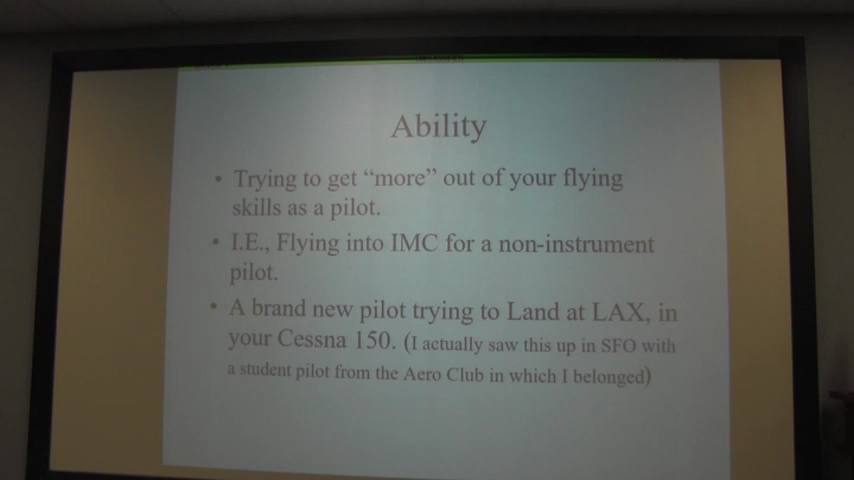 Ability
• Trying to get “more” out of your flying
skills as a pilot.
• I.E., Flying into IMC for a non-instrument
pilot.
• A brand new pilot trying to Land at LAX, in
your Cessna 150. (I actually saw this up in SFO with
a student pilot from the Aero Club in which I belonged)